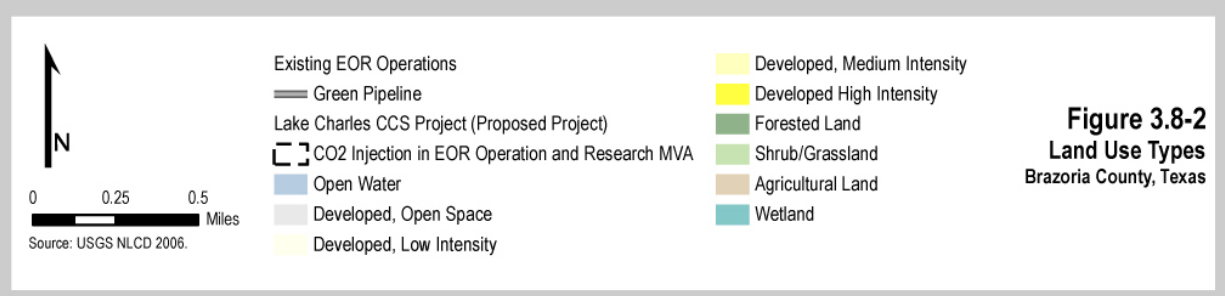 N
0 0.25 0.5
Miles
Source: USGS NLCD 2006.
Existing EOR Operations
Green Pipeline
Lake Charles CCS Project (Proposed Project)
CO2 Injection in EOR Operation and Research MVA
Open Water
Developed, Open Space
Developed, Low Intensity
Developed, Medium Intensity
Developed High Intensity
Forested Land
Shrub/Grassland
Agricultural Land
Wetland
Figure 3.8-2
Land Use Types
Brazoria County, Texas